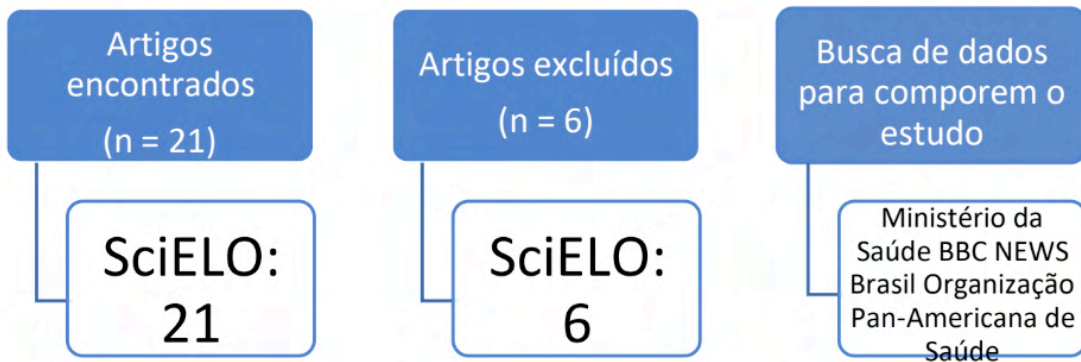 Artigos
encontrados
(n = 21)
SciELO:
21
Artigos excluídos
(n = 6)
SciELO:
6
Busca de dados
para comporem o
estudo
Ministério da
Saúde BBC NEWS
Brasil Organização
Pan-Americana de
Saúde